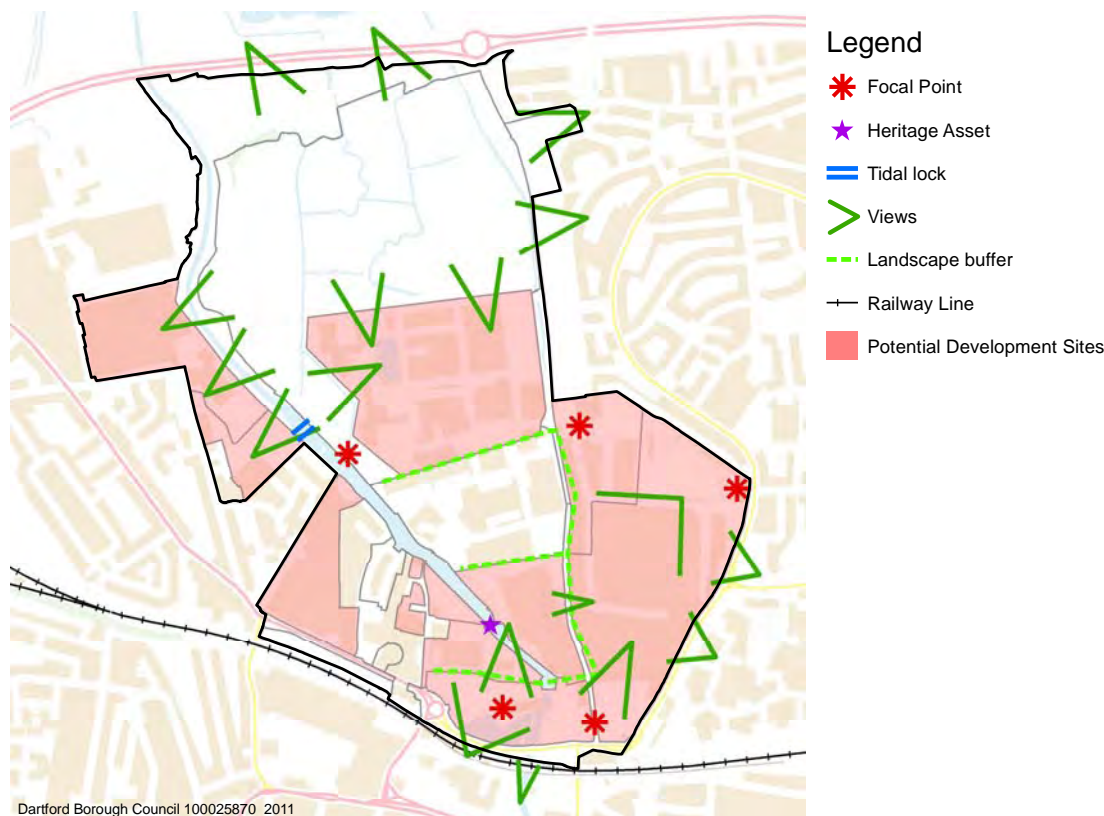 Legend
Focal Point
Heritage Asset
Tidal lock
Views
Landscape buffer
Railway Line
Potential Development Sites
Dartford Borough Council 100025870 2011